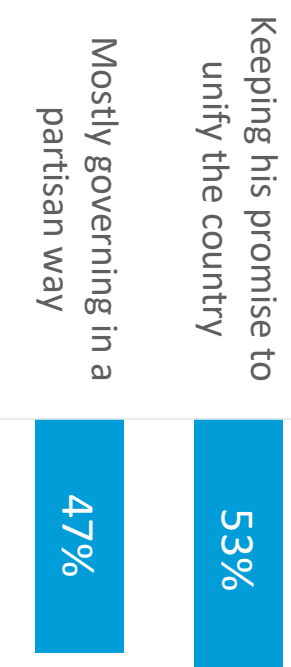 Keeping his promise to
unify the country
53%
Mostly governing in a
partisan way
47%